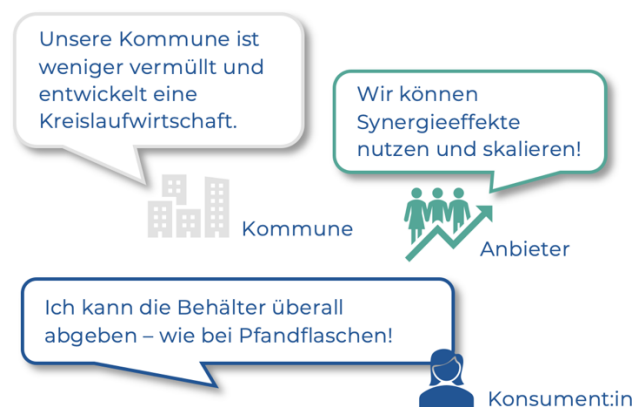 Unsere Kommune ist
weniger vermüllt und
entwickelt eine
Kreislaufwirtschaft.
Wir können
Synergieeffekte
nutzen und skalieren!
Kommune
Anbieter
Ich kann die Behälter überall
abgeben – wie bei Pfandflaschen!
Konsument:in